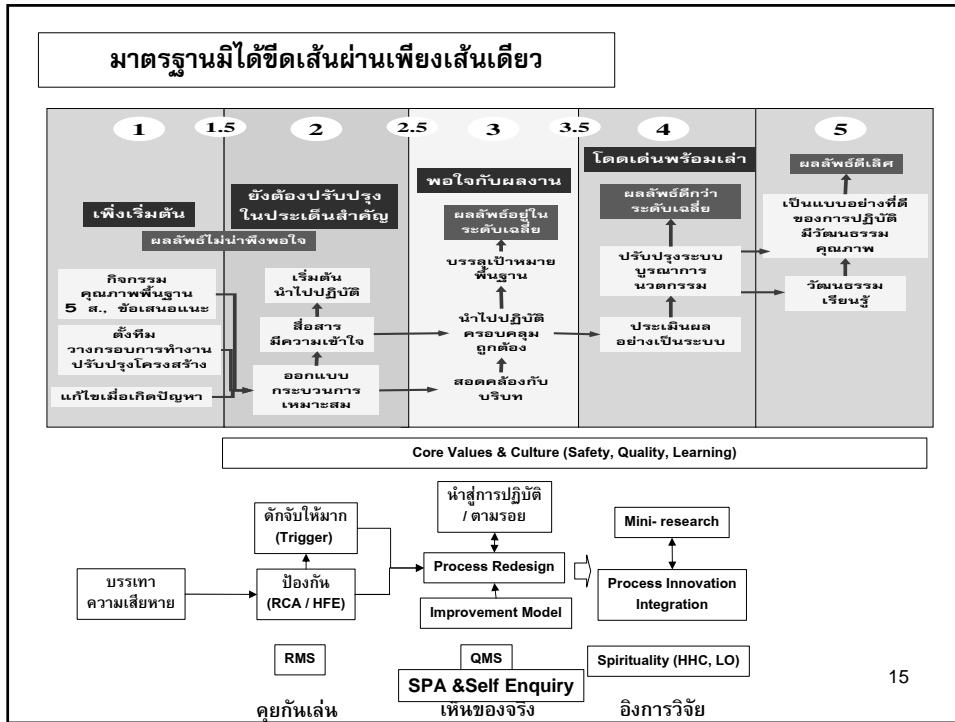 มาตรฐานมิได้ขีดเส้นผ่านเพียงเส้นเดียว
1
1.5
2
2.5
3
3.5
4
5
เพิ่งเริ่มต้น
ยังต้องปรับปรุง
ในประเด็นสำคัญ
ผลลัพธ์ไม่น่าพึงพอใจ
พอใจกับผลงาน
โดดเด่นพร้อมเล่า
ผลลัพธ์ดีเลิศ
กิจกรรม
คุณภาพพื้นฐาน
5 ส., ข้อเสนอแนะ
ตั้งทีม
วางกรอบการทำงาน
ปรับปรุงโครงสร้าง
แก้ไขเมื่อเกิดปัญหา
เริ่มต้น
นำไปปฏิบัติ
สื่อสาร
มีความเข้าใจ
ออกแบบ
กระบวนการ
เหมาะสม
ผลลัพธ์อยู่ใน
ระดับเฉลี่ย
บรรลุเป้าหมาย
พื้นฐาน
นำไปปฏิบัติ
ครอบคลุม
ถูกต้อง
สอดคล้องกับ
บริบท
ผลลัพธ์ดีกว่า
ระดับเฉลี่ย
ปรับปรุงระบบ
บูรณาการ
นวตกรรม
ประเมินผล
อย่างเป็นระบบ
เป็นแบบอย่างที่ดี
ของการปฏิบัติ
มีวัฒนธรรม
คุณภาพ
วัฒนธรรม
เรียนรู้
Core Values & Culture (Safety, Quality, Learning)
บรรเทา
ความเสียหาย
ดักจับให้มาก
(Trigger)
ป้องกัน
(RCA / HFE)
นำสู่การปฏิบัติ
/ ตามรอย
Process Redesign
Improvement Model
Mini- research
Process Innovation
Integration
RMS
QMS
Spirituality (HHC, LO)
SPA &Self Enquiry
คุยกันเล่น
เห็นของจริง
อิงการวิจัย
15